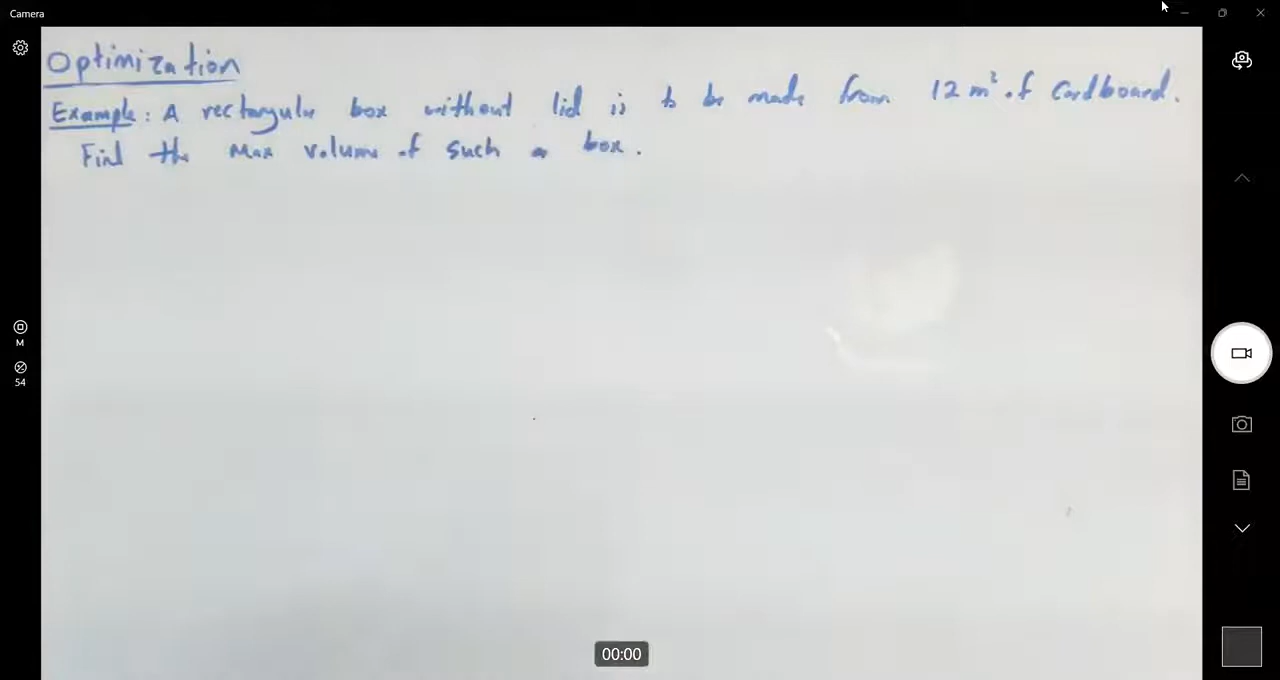 Camera
Optimization
Example: A rectangular box without lid is to be made from 12 m² of Cardboard.
Find the Max volume of such a box.
M
54
00:00